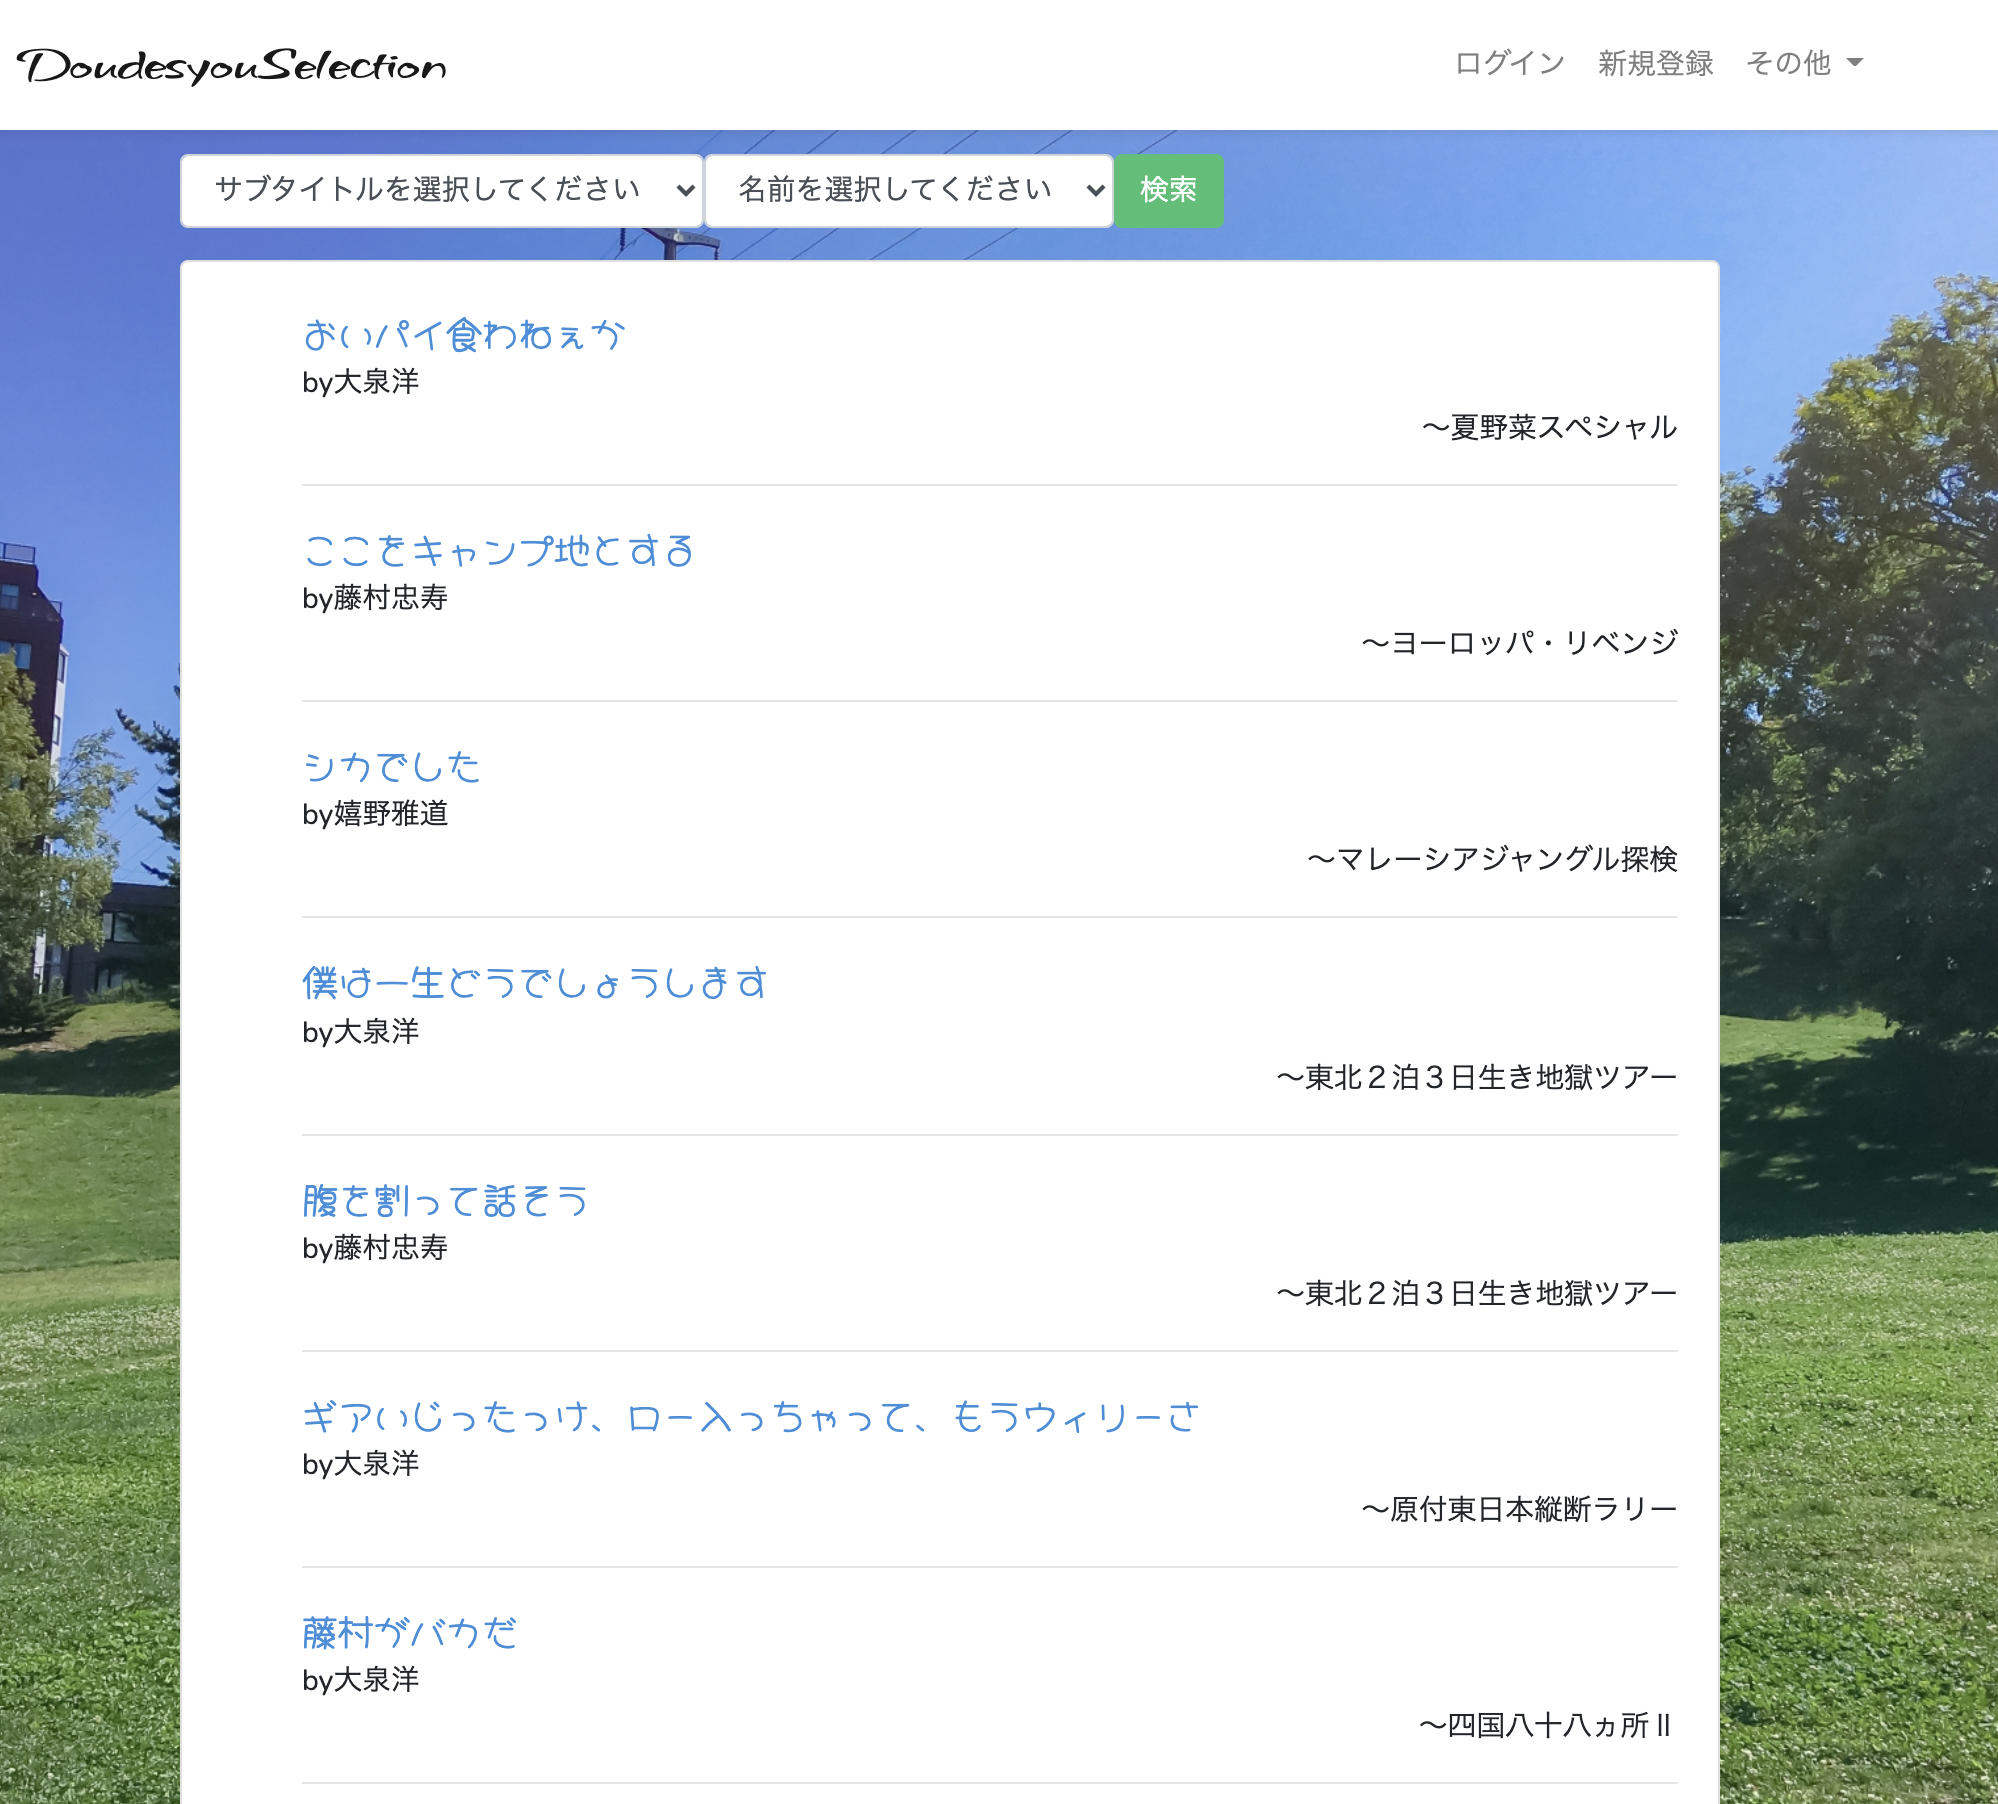 DoudesyouSelection
ログイン 新規登録 その他
サブタイトルを選択してください 名前を選択してください 検索
おいパイ食わねぇか
by大泉洋
〜夏野菜スペシャル
ここをキャンプ地とする
by藤村忠寿
〜ヨーロッパ・リベンジ
シカでした
by嬉野雅道
〜マレーシアジャングル探検
僕は一生どうでしょうします
by大泉洋
〜東北２泊３日生き地獄ツアー
腹を割って話そう
by藤村忠寿
〜東北２泊３日生き地獄ツアー
ギアいじったっけ、ロー入っちゃって、もうウィリーさ
by大泉洋
〜原付東日本縦断ラリー
藤村がバカだ
by大泉洋
〜四国八十八ヵ所Ⅱ